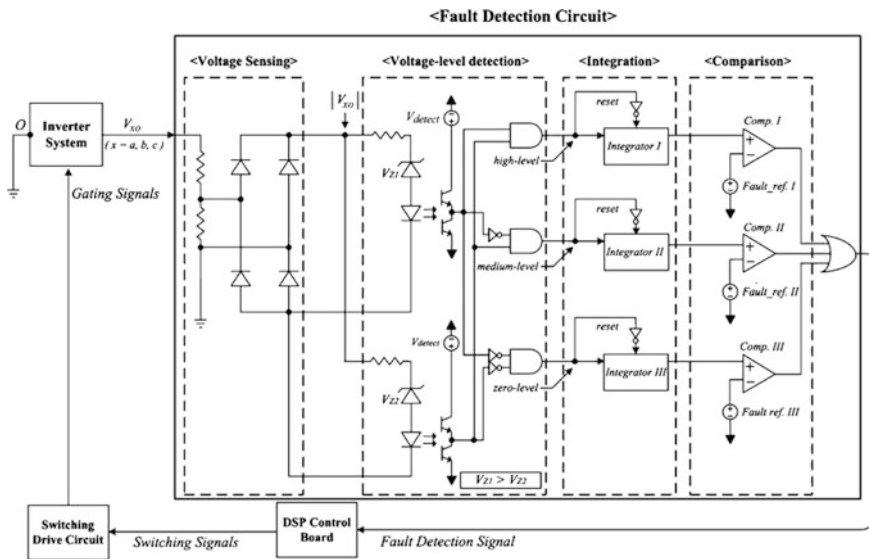 <Fault Detection Circuit>
<Voltage Sensing>
<Voltage-level detection>
<Integration>
<Comparison>
|V_xo|
V_detect
reset
Comp. I
O
Inverter System
V_xo
(x = a, b, c)
V_Z1
high-level
Integrator I
Fault_ref. I
Gating Signals
reset
Comp. II
medium-level
Integrator II
Fault_ref. II
V_detect
reset
Comp. III
V_Z2
zero-level
Integrator III
Fault ref. III
V_Z1 > V_Z2
Switching Drive Circuit
Switching Signals
DSP Control Board
Fault Detection Signal